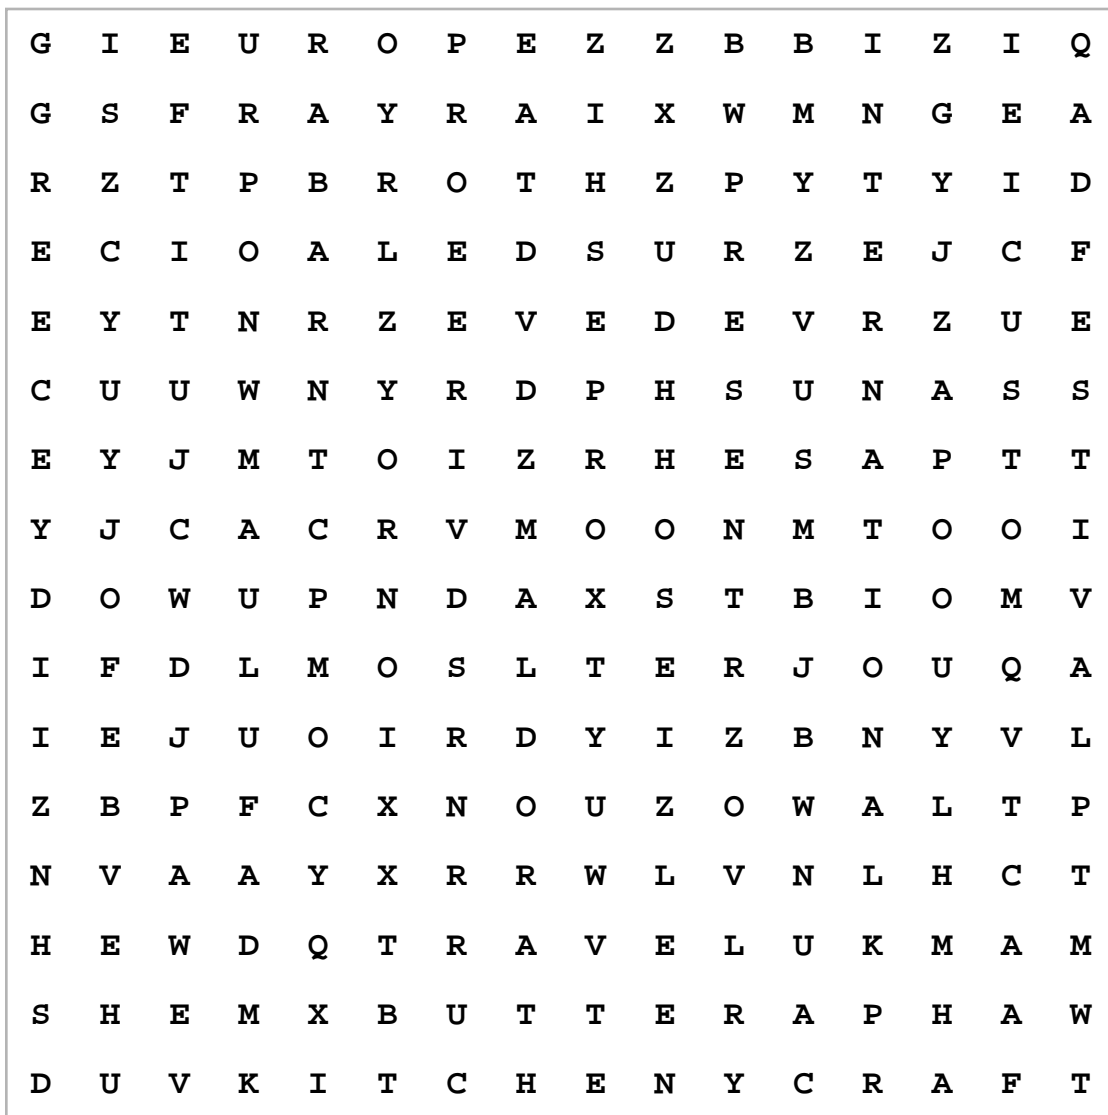 G I E U R O P E Z Z B B I Z I Q
G S F R A Y R A I X W M N G E A
R Z T P B R O T H Z P Y T Y I D
E C I O A L E D S U R Z E J C F
E Y T N R Z E V E D E V R Z U E
C U U W N Y R D P H S U N A S S
E Y J M T O I Z R H E S A P T T
Y J C A C R V M O O N M T O O I
D O W U P N D A X S T B I O M V
I F D L M O S L T E R J O U Q A
I E J U O I R D Y I Z B N Y V L
Z B P F C X N O U Z O W A L T P
N V A A Y X R R W L V N L H C T
H E W D Q T R A V E L U K M A M
S H E M X B U T T E R A P H A W
D U V K I T C H E N Y C R A F T